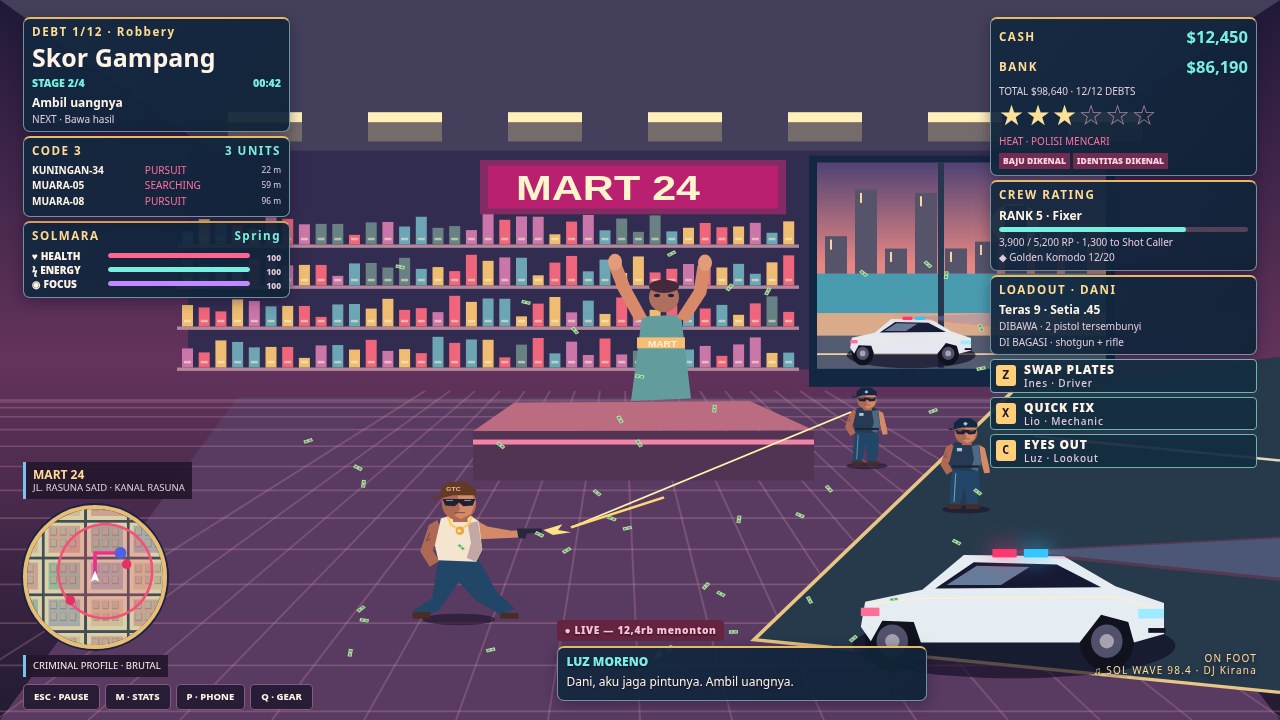 DEBT 1/12 · Robbery
Skor Gampang
STAGE 2/4 00:42
Ambil uangnya
NEXT · Bawa hasil
CODE 3 3 UNITS
KUNINGAN-34 PURSUIT 22 m
MUARA-05 SEARCHING 59 m
MUARA-08 PURSUIT 96 m
SOLMARA Spring
♥ HEALTH 100
ϟ ENERGY 100
◉ FOCUS 100
MART 24
MART
GTC
CASH $12,450
BANK $86,190
TOTAL $98,640 · 12/12 DEBTS
★★★☆☆☆
HEAT · POLISI MENCARI
BAJU DIKENAL IDENTITAS DIKENAL
CREW RATING
RANK 5 · Fixer
3,900 / 5,200 RP · 1,300 to Shot Caller
◆ Golden Komodo 12/20
LOADOUT · DANI
Teras 9 · Setia .45
DIBAWA · 2 pistol tersembunyi
DI BAGASI · shotgun + rifle
Z SWAP PLATES
Ines · Driver
X QUICK FIX
Lio · Mechanic
C EYES OUT
Luz · Lookout
MART 24
JL. RASUNA SAID · KANAL RASUNA
CRIMINAL PROFILE · BRUTAL
ESC · PAUSE M · STATS P · PHONE Q · GEAR
● LIVE — 12,4rb menonton
LUZ MORENO
Dani, aku jaga pintunya. Ambil uangnya.
ON FOOT
♫ SOL WAVE 98.4 · DJ Kirana